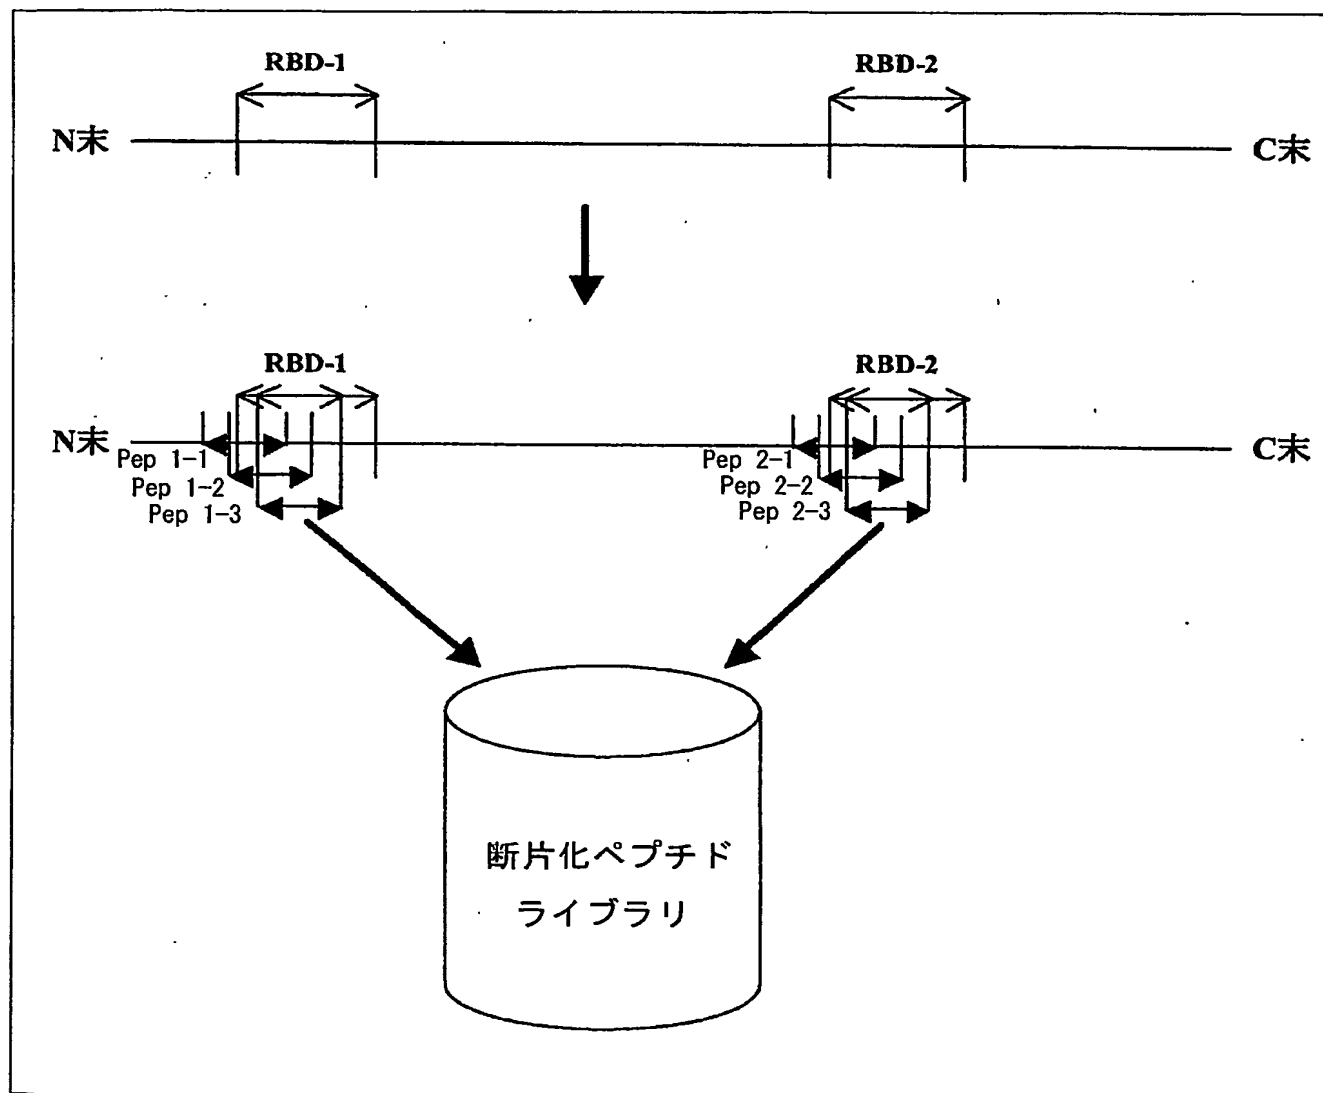 RBD-1
RBD-2
N末
C末
RBD-1
RBD-2
N末
C末
Pep 1-1
Pep 2-1
Pep 1-2
Pep 2-2
Pep 1-3
Pep 2-3
断片化ペプチド
ライブラリ